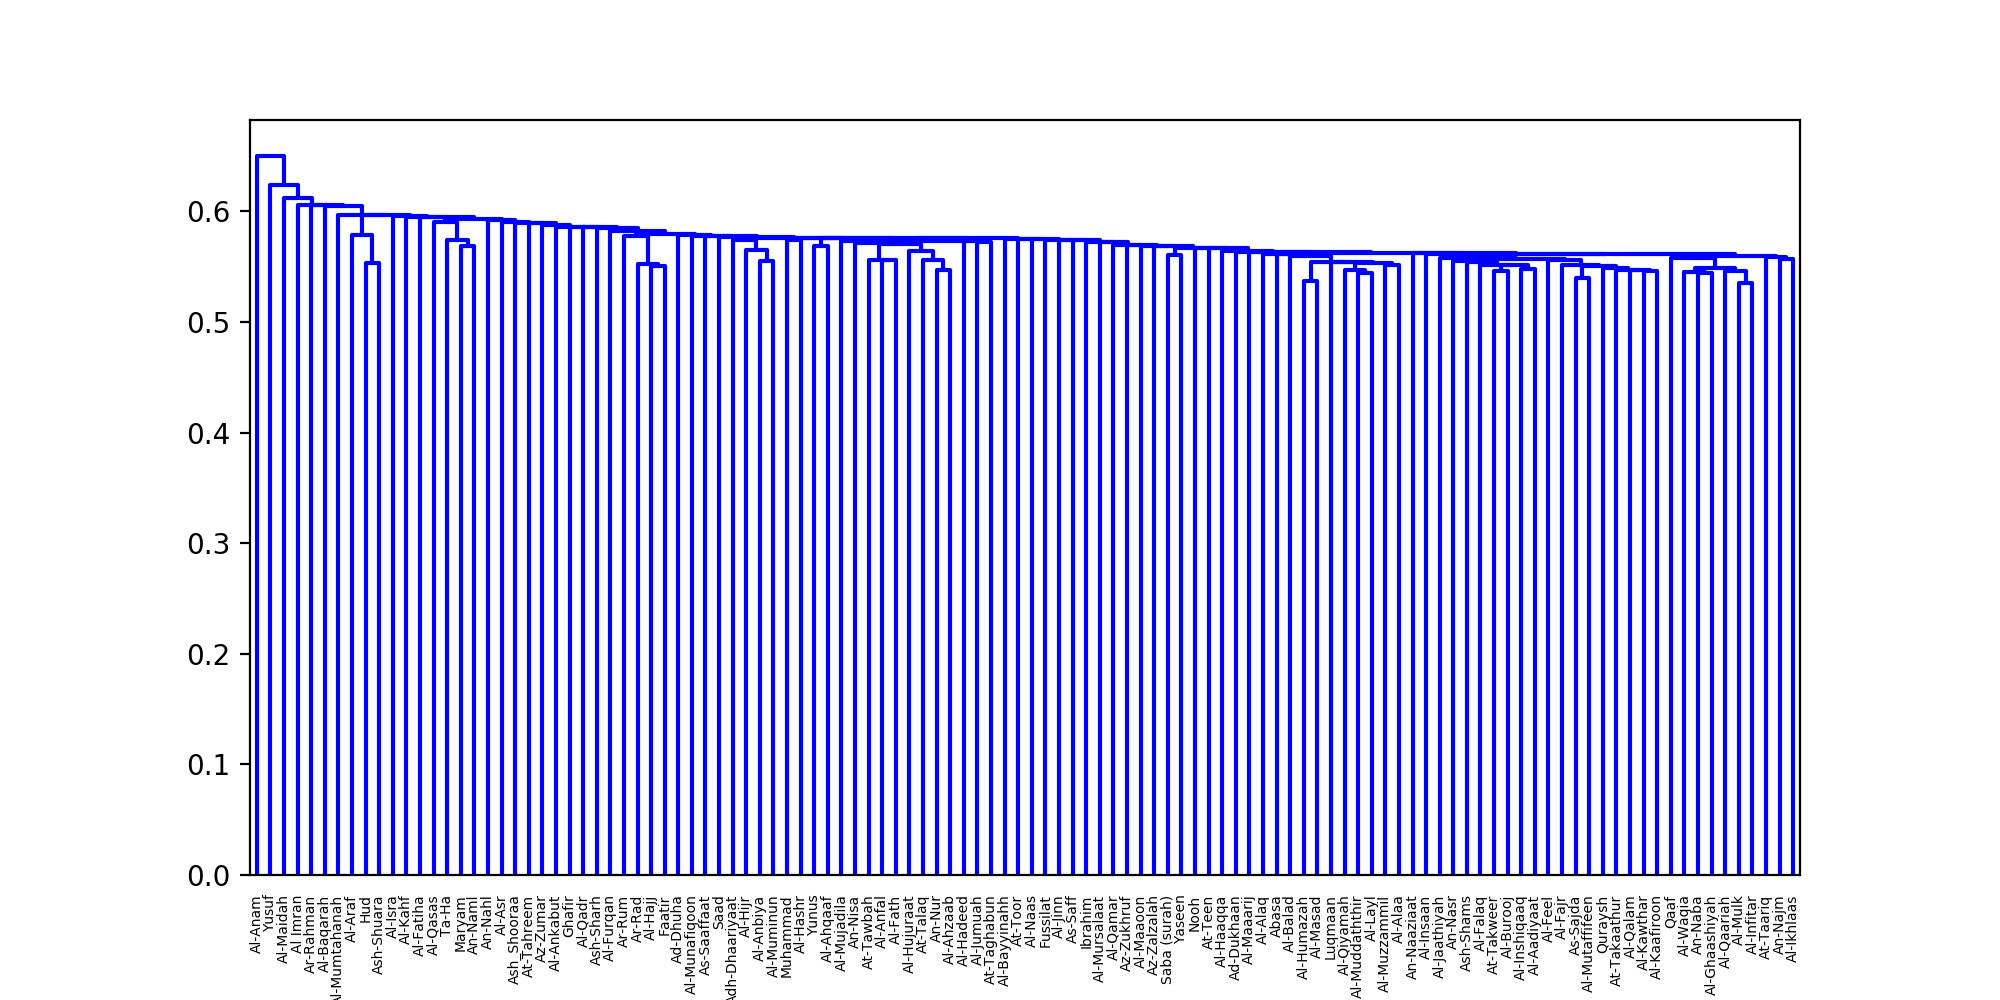 0.6
0.5
0.4
0.3
0.2
0.1
0.0
Al-Anam
Yusuf
Al-Maidah
Al Imran
Ar-Rahman
Al-Baqarah
Al-Mumtahanah
Al-Araf
Hud
Ash-Shuara
Al-Isra
Al-Kahf
Al-Fatiha
Al-Qasas
Ta-Ha
Maryam
An-Naml
An-Nahl
Al-Asr
Ash_Shooraa
At-Tahreem
Az-Zumar
Al-Ankabut
Ghafir
Al-Qadr
Ash-Sharh
Al-Furqan
Ar-Rum
Ar-Rad
Al-Hajj
Faatir
Ad-Dhuha
Al-Munafiqoon
As-Saaffaat
Saad
Adh-Dhaariyaat
Al-Hijr
Al-Anbiya
Al-Muminun
Muhammad
Al-Hashr
Yunus
Al-Ahqaaf
Al-Mujadila
An-Nisa
At-Tawbah
Al-Anfal
Al-Fath
Al-Hujuraat
At-Talaq
An-Nur
Al-Ahzaab
Al-Hadeed
Al-Jumuah
At-Taghabun
Al-Bayyinahh
At-Toor
Al-Naas
Fussilat
Al-Jinn
As-Saff
Ibrahim
Al-Mursalaat
Al-Qamar
Az-Zukhruf
Al-Maooon
Az-Zalzalah
Saba (surah)
Yaseen
Nooh
At-Teen
Al-Haaqqa
Ad-Dukhaan
Al-Maarij
Al-Alaq
Abasa
Al-Balad
Al-Humazah
Al-Masad
Luqmaan
Al-Qiyamah
Al-Muddaththir
Al-Layl
Al-Muzzammil
Al-Alaa
An-Naaziaat
Al-Insaan
Al-Jaathiyah
An-Nasr
Ash-Shams
Al-Falaq
At-Takweer
Al-Burooj
Al-Inshiqaaq
Al-Aadiyaat
Al-Feel
Al-Fajr
As-Sajda
Al-Mutaffifeen
Quraysh
At-Takaathur
Al-Qalam
Al-Kawthar
Al-Kaafiroon
Qaaf
Al-Waqia
An-Naba
Al-Ghaashiyah
Al-Qaariah
Al-Mulk
Al-Infitar
At-Taariq
An-Najm
Al-Ikhlaas